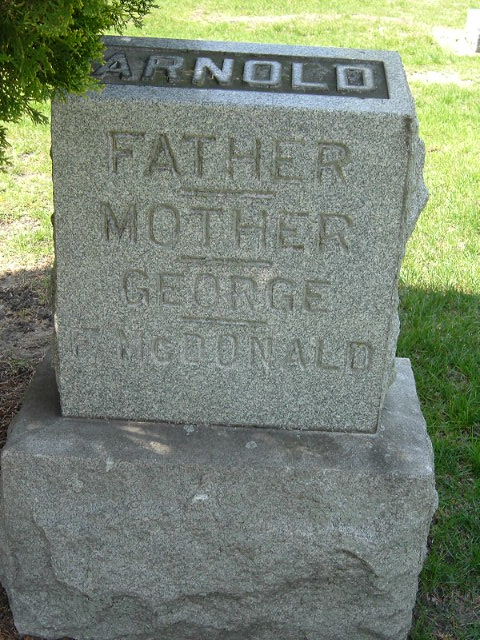 ARNOLD
FATHER
MOTHER
GEORGE
F. McDONALD